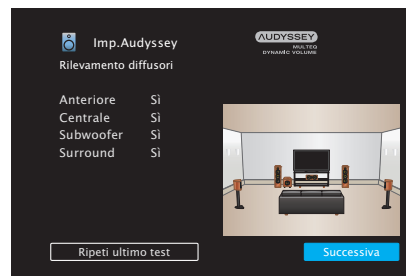 Imp.Audyssey
AUDYSSEY
MULTEQ
DYNAMIC VOLUME
Rilevamento diffusori
Anteriore Sì
Centrale Sì
Subwoofer Sì
Surround Sì
Ripeti ultimo test
Successiva